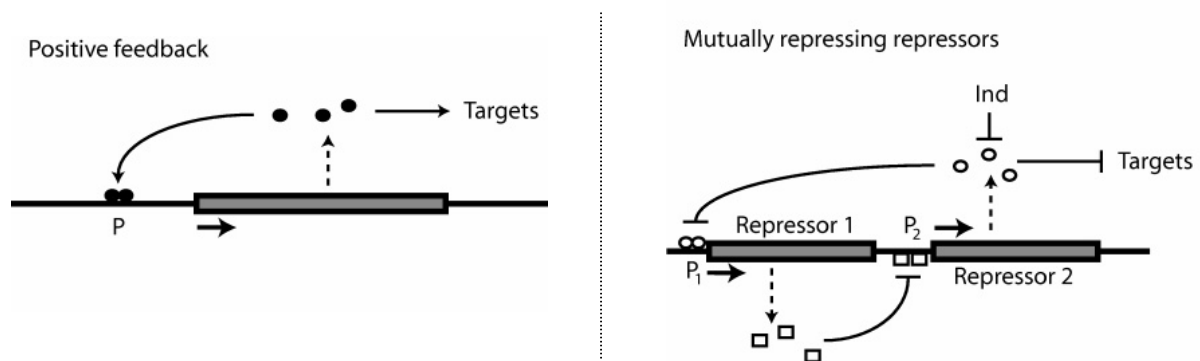 Positive feedback
Targets
P
Mutually repressing repressors
Ind
Targets
Repressor 1
P2
P1
Repressor 2